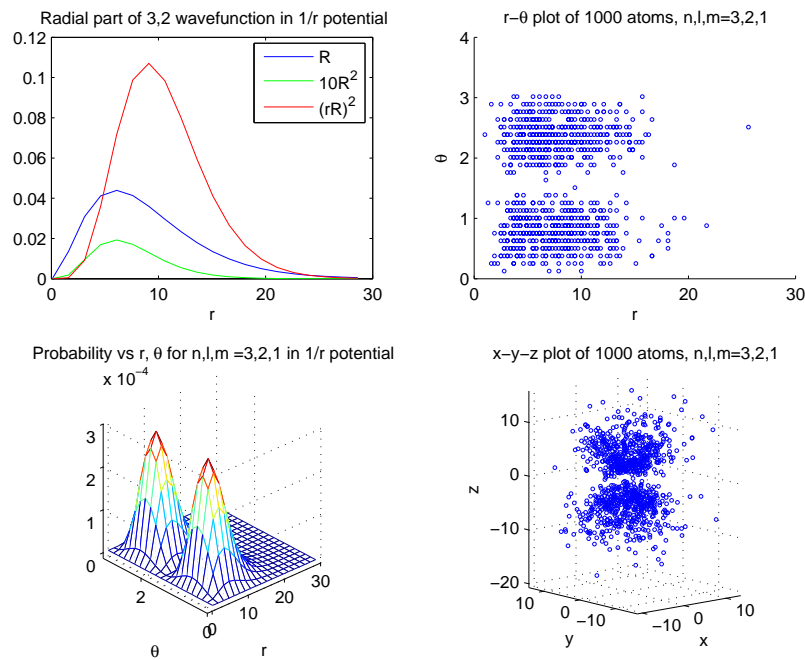 Radial part of 3,2 wavefunction in 1/r potential
0.12
0.1
0.08
0.06
0.04
0.02
0
0 10 20 30
r
R
10R²
(rR)²
r−θ plot of 1000 atoms, n,l,m=3,2,1
4
3
2
1
0
θ
0 10 20 30
r
Probability vs r, θ for n,l,m =3,2,1 in 1/r potential
x 10⁻⁴
3
2
1
0
2
0
θ
0
10
20
30
r
x−y−z plot of 1000 atoms, n,l,m=3,2,1
10
0
−10
−20
z
10
0
−10
y
−10
0
10
x